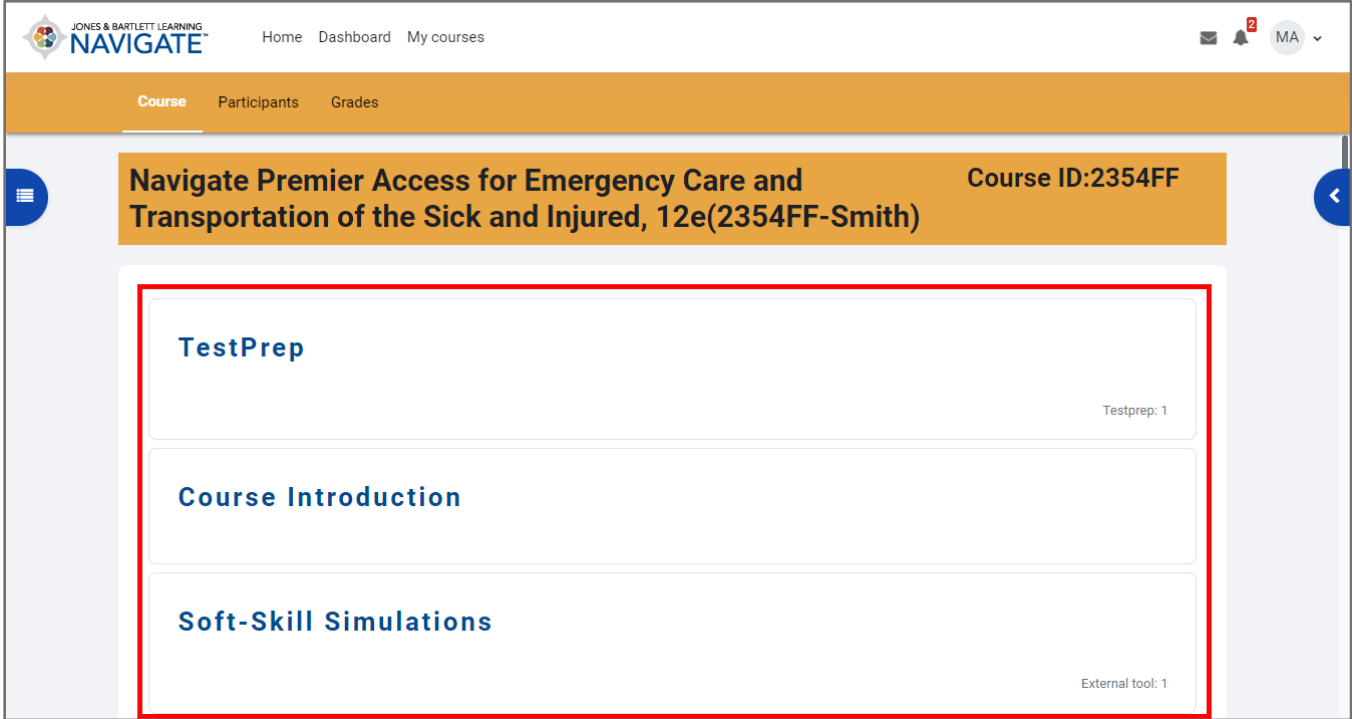 JONES & BARTLETT LEARNING
NAVIGATE™
Home Dashboard My courses
2
MA
Course Participants Grades
Navigate Premier Access for Emergency Care and
Transportation of the Sick and Injured, 12e(2354FF-Smith)
Course ID:2354FF
TestPrep
Testprep: 1
Course Introduction
Soft-Skill Simulations
External tool: 1